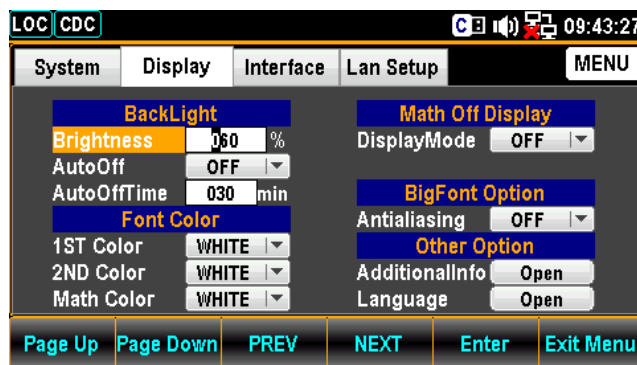 LOC CDC C 09:43:27
System Display Interface Lan Setup MENU
BackLight
Brightness 060 %
AutoOff OFF
AutoOffTime 030 min
Font Color
1ST Color WHITE
2ND Color WHITE
Math Color WHITE
Math Off Display
DisplayMode OFF
BigFont Option
Antialiasing OFF
Other Option
AdditionalInfo Open
Language Open
Page Up Page Down PREV NEXT Enter Exit Menu